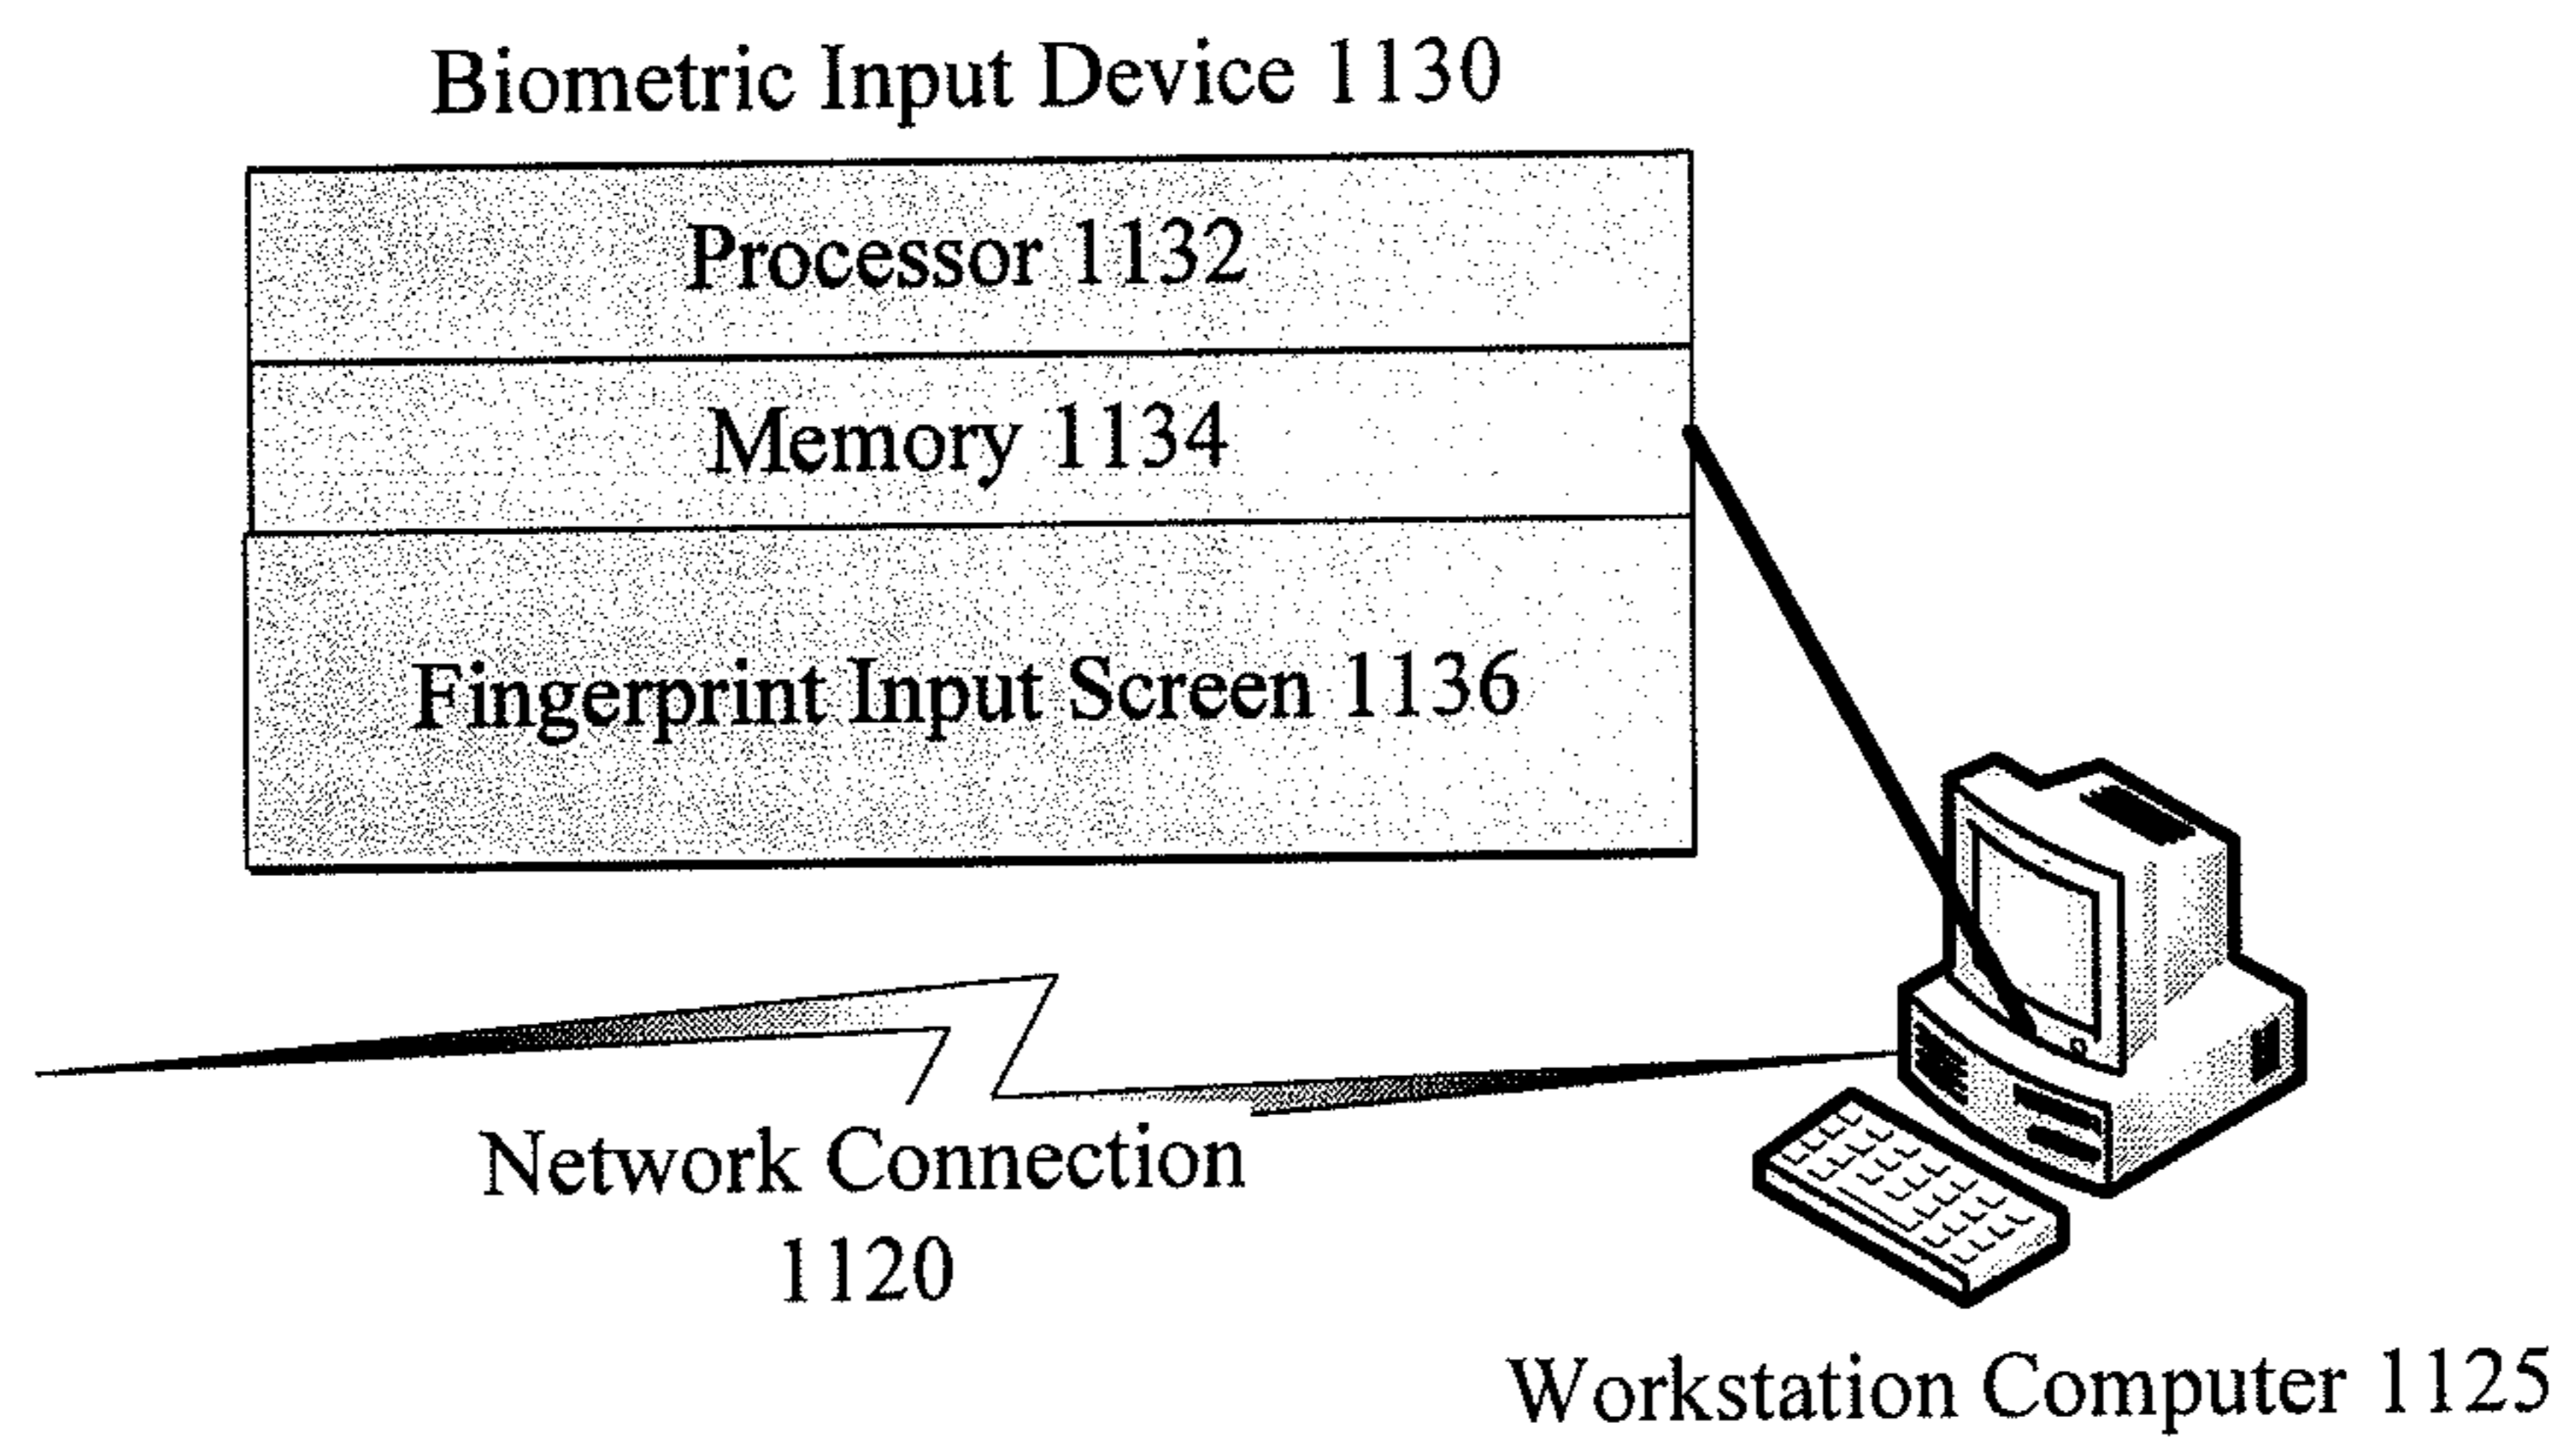 Biometric Input Device 1130
Processor 1132
Memory 1134
Fingerprint Input Screen 1136
Network Connection
1120
Workstation Computer 1125